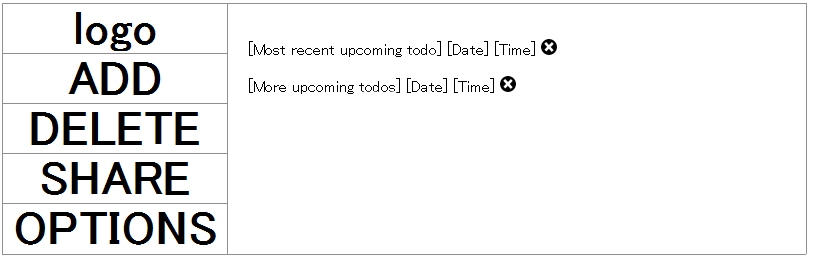 logo
ADD
DELETE
SHARE
OPTIONS
[Most recent upcoming todo] [Date] [Time]
[More upcoming todos] [Date] [Time]